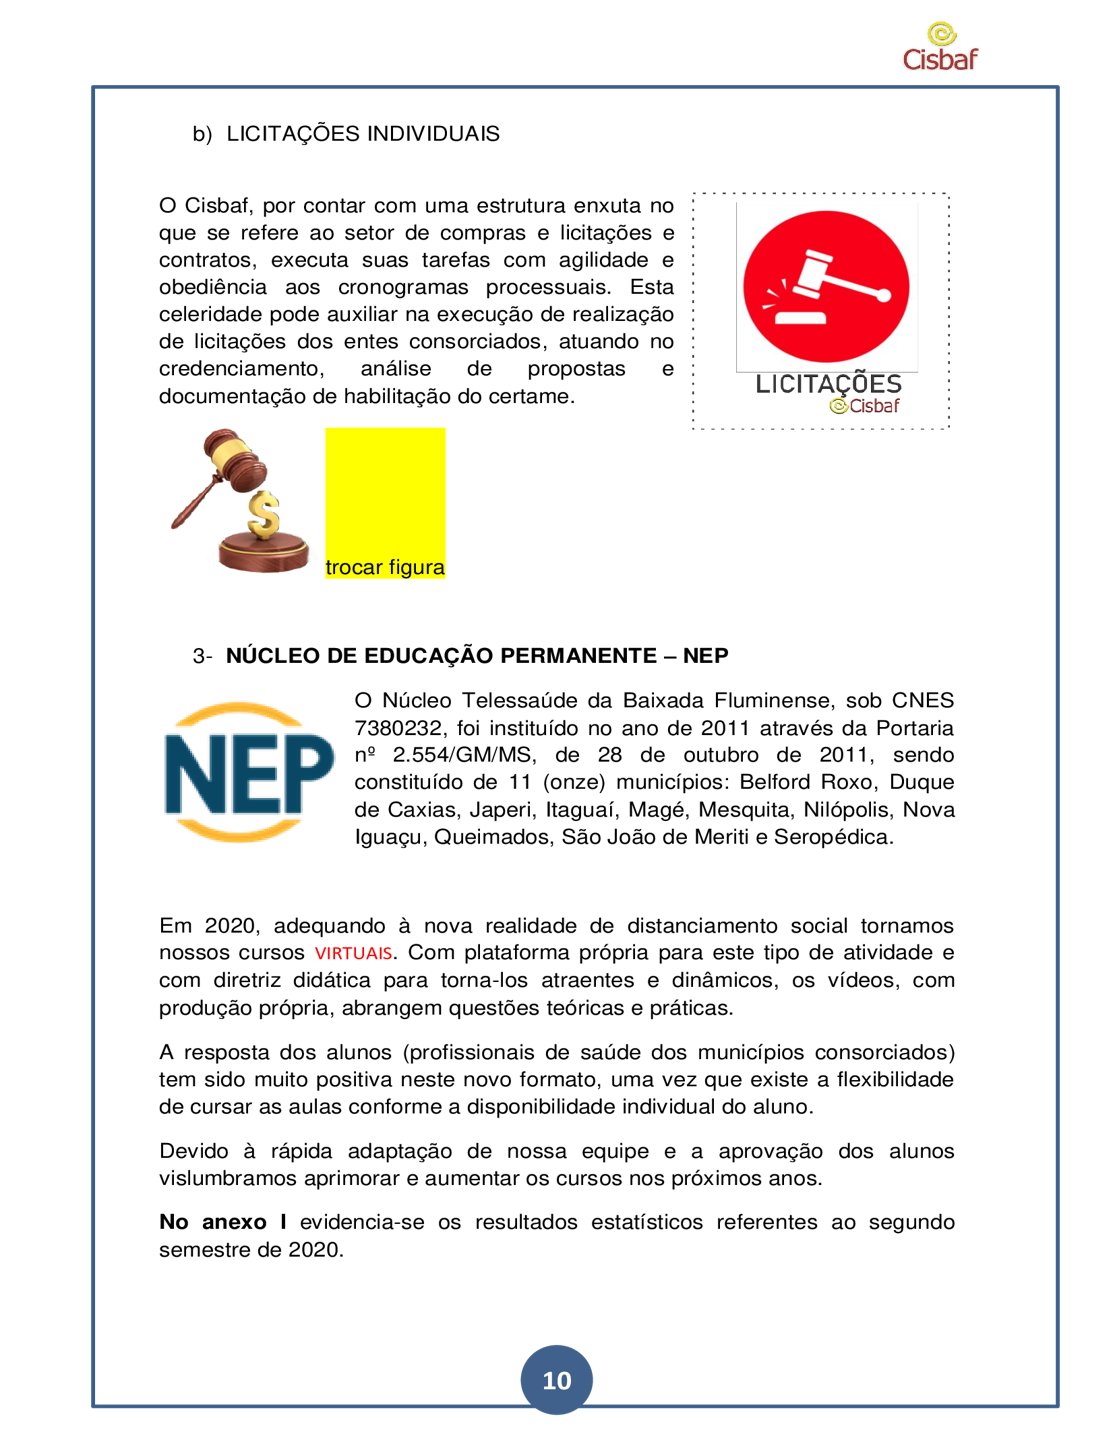 Cisbaf
b) LICITAÇÕES INDIVIDUAIS
O Cisbaf, por contar com uma estrutura enxuta no
que se refere ao setor de compras e licitações e
contratos, executa suas tarefas com agilidade e
obediência aos cronogramas processuais. Esta
celeridade pode auxiliar na execução de realização
de licitações dos entes consorciados, atuando no
credenciamento, análise de propostas e
documentação de habilitação do certame.
LICITAÇÕES
Cisbaf
$
trocar figura
3- NÚCLEO DE EDUCAÇÃO PERMANENTE – NEP
NEP
O Núcleo Telessaúde da Baixada Fluminense, sob CNES
7380232, foi instituído no ano de 2011 através da Portaria
nº 2.554/GM/MS, de 28 de outubro de 2011, sendo
constituído de 11 (onze) municípios: Belford Roxo, Duque
de Caxias, Japeri, Itaguaí, Magé, Mesquita, Nilópolis, Nova
Iguaçu, Queimados, São João de Meriti e Seropédica.
Em 2020, adequando à nova realidade de distanciamento social tornamos
nossos cursos VIRTUAIS. Com plataforma própria para este tipo de atividade e
com diretriz didática para torna-los atraentes e dinâmicos, os vídeos, com
produção própria, abrangem questões teóricas e práticas.
A resposta dos alunos (profissionais de saúde dos municípios consorciados)
tem sido muito positiva neste novo formato, uma vez que existe a flexibilidade
de cursar as aulas conforme a disponibilidade individual do aluno.
Devido à rápida adaptação de nossa equipe e a aprovação dos alunos
vislumbramos aprimorar e aumentar os cursos nos próximos anos.
No anexo I evidencia-se os resultados estatísticos referentes ao segundo
semestre de 2020.
10